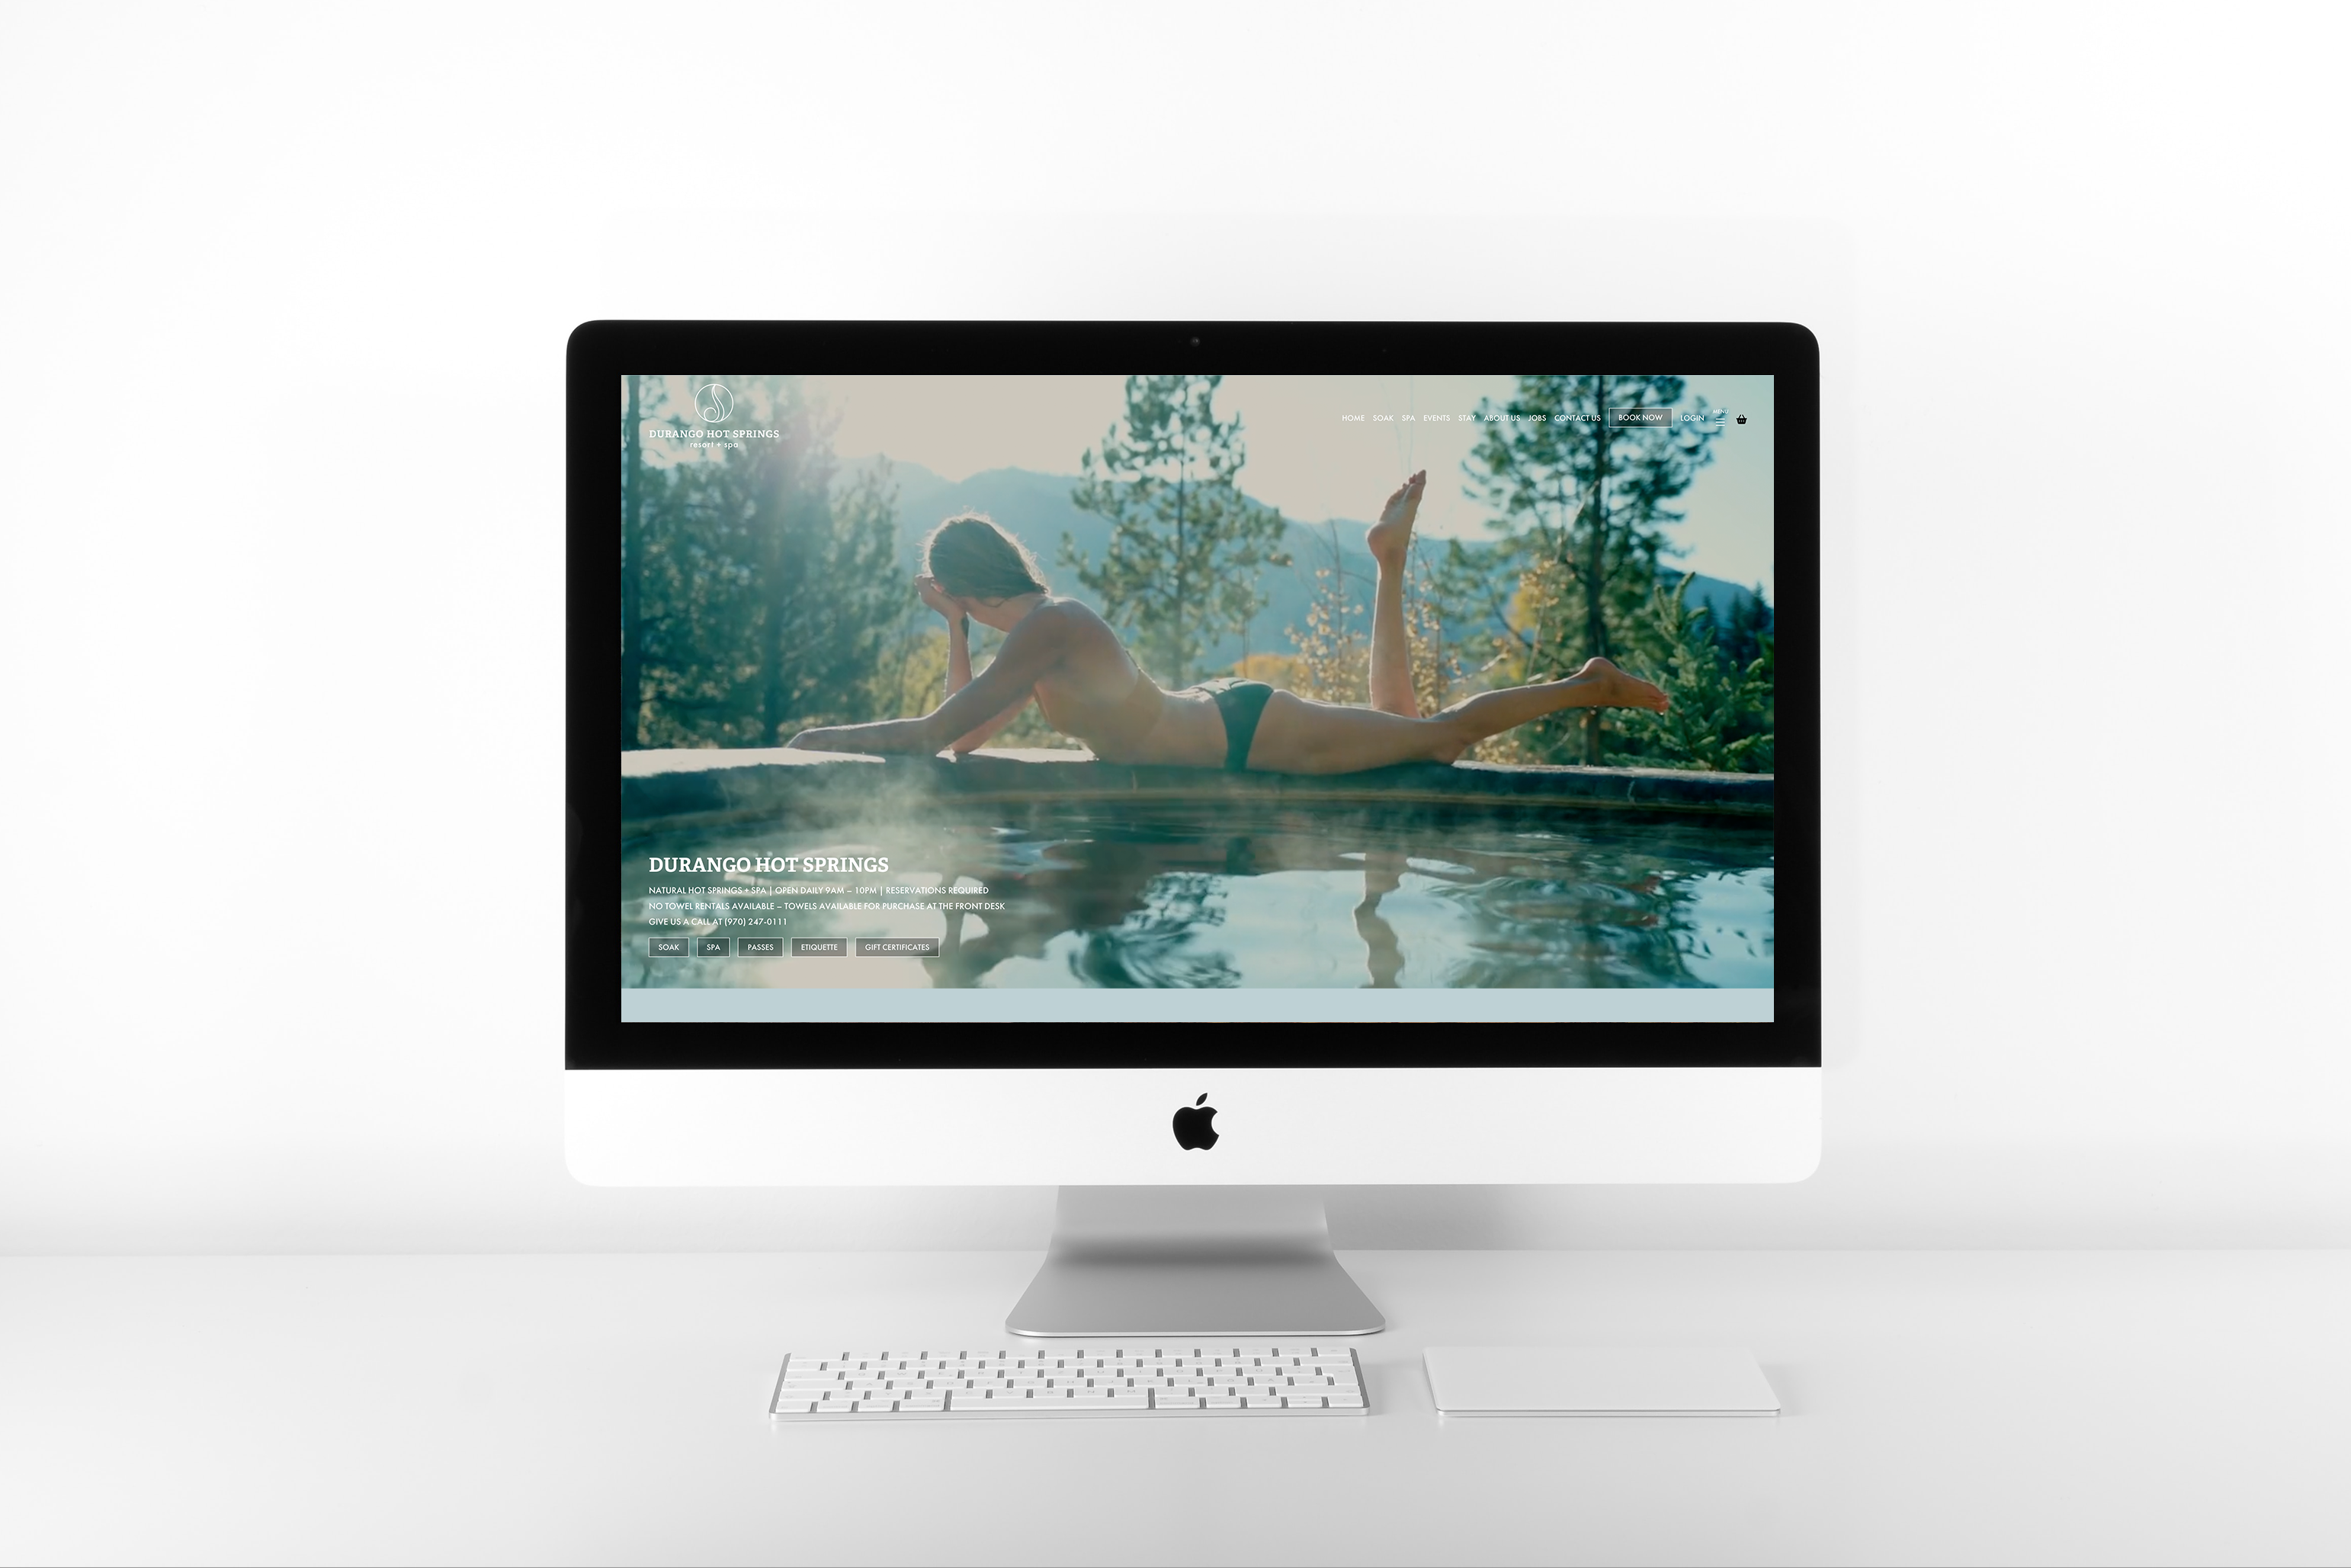 DURANGO HOT SPRINGS
resort + spa
HOME SOAK SPA EVENTS STAY ABOUT US JOBS CONTACT US BOOK NOW LOGIN MENU
DURANGO HOT SPRINGS
NATURAL HOT SPRINGS + SPA | OPEN DAILY 9AM – 10PM | RESERVATIONS REQUIRED
NO TOWEL RENTALS AVAILABLE – TOWELS AVAILABLE FOR PURCHASE AT THE FRONT DESK
GIVE US A CALL AT (970) 247-0111
SOAK SPA PASSES ETIQUETTE GIFT CERTIFICATES